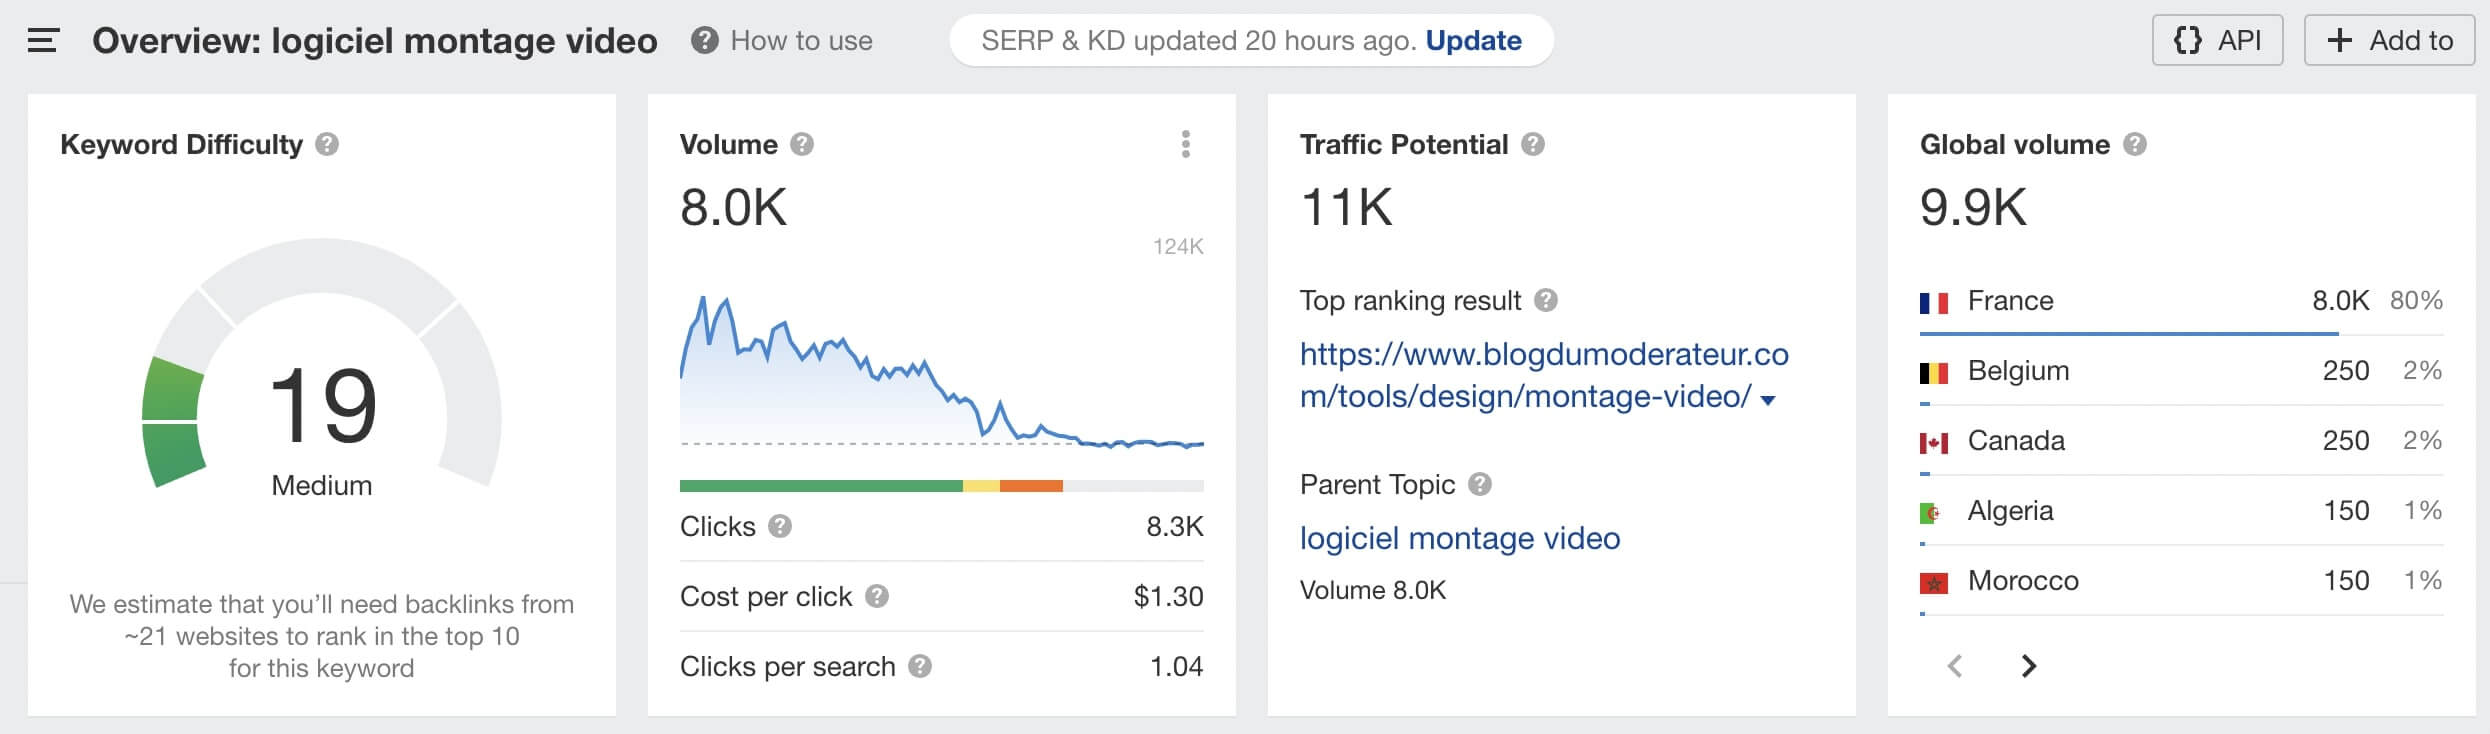 Overview: logiciel montage video
? How to use
SERP & KD updated 20 hours ago. Update
{} API
+ Add to
Keyword Difficulty ?
19
Medium
We estimate that you’ll need backlinks from
~21 websites to rank in the top 10
for this keyword
Volume ?
8.0K
124K
Clicks ? 8.3K
Cost per click ? $1.30
Clicks per search ? 1.04
Traffic Potential ?
11K
Top ranking result ?
https://www.blogdumoderateur.co
m/tools/design/montage-video/
Parent Topic ?
logiciel montage video
Volume 8.0K
Global volume ?
9.9K
France 8.0K 80%
Belgium 250 2%
Canada 250 2%
Algeria 150 1%
Morocco 150 1%